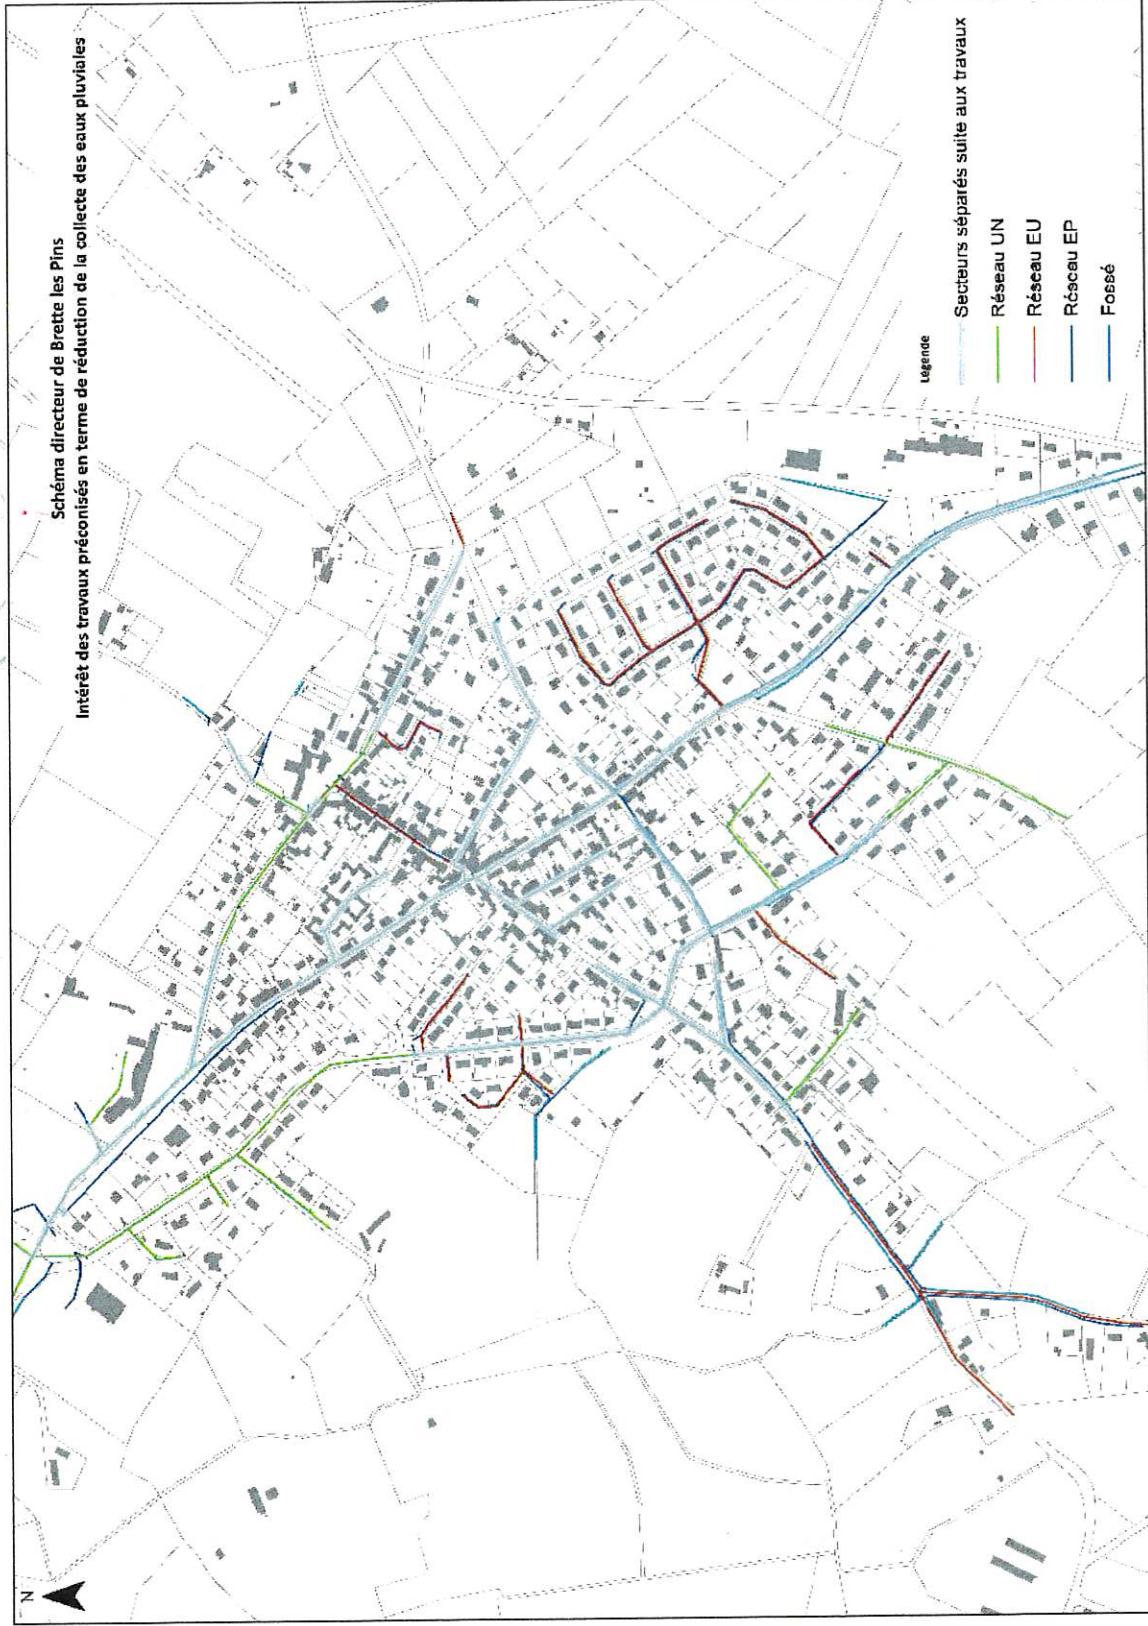 Schéma directeur de Brette les Pins
Intérêt des travaux préconisés en terme de réduction de la collecte des eaux pluviales
N
Légende
Secteurs séparés suite aux travaux
Réseau UN
Réseau EU
Réseau EP
Fossé